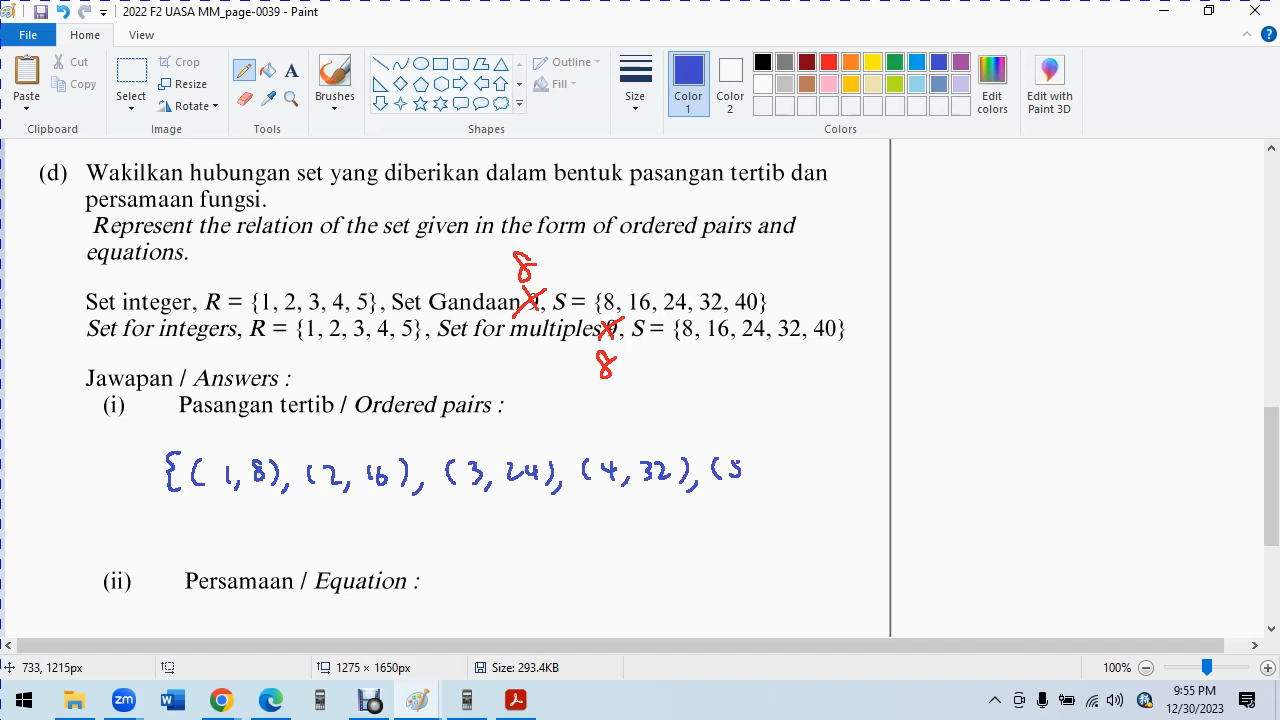 2022 F2 UASA MM_page-0039 - Paint
File Home View
Paste Cut Copy Clipboard
Select Crop Resize Rotate Image
Tools
Brushes
Shapes Outline Fill
Size
Color 1 Color 2 Edit colors Colors
Edit with Paint 3D
(d) Wakilkan hubungan set yang diberikan dalam bentuk pasangan tertib dan
persamaan fungsi.
Represent the relation of the set given in the form of ordered pairs and
equations.
8
Set integer, R = {1, 2, 3, 4, 5}, Set Gandaan 9, S = {8, 16, 24, 32, 40}
Set for integers, R = {1, 2, 3, 4, 5}, Set for multiples 9, S = {8, 16, 24, 32, 40}
8
Jawapan / Answers :
(i) Pasangan tertib / Ordered pairs :
{( 1, 8), (2, 16), (3, 24), (4, 32), (5
(ii) Persamaan / Equation :
733, 1215px 1275 × 1650px Size: 293.4KB 100%
9:55 PM
12/30/2023